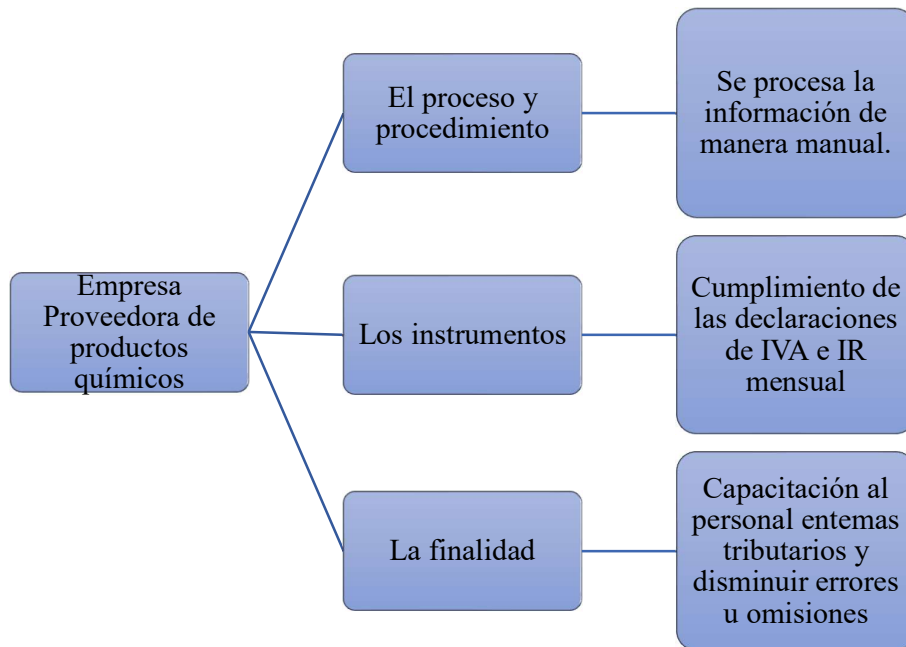 Empresa
Proveedora de
productos
químicos
El proceso y
procedimiento
Se procesa la
información de
manera manual.
Los instrumentos
Cumplimiento de
las declaraciones
de IVA e IR
mensual
La finalidad
Capacitación al
personal entemas
tributarios y
disminuir errores
u omisiones